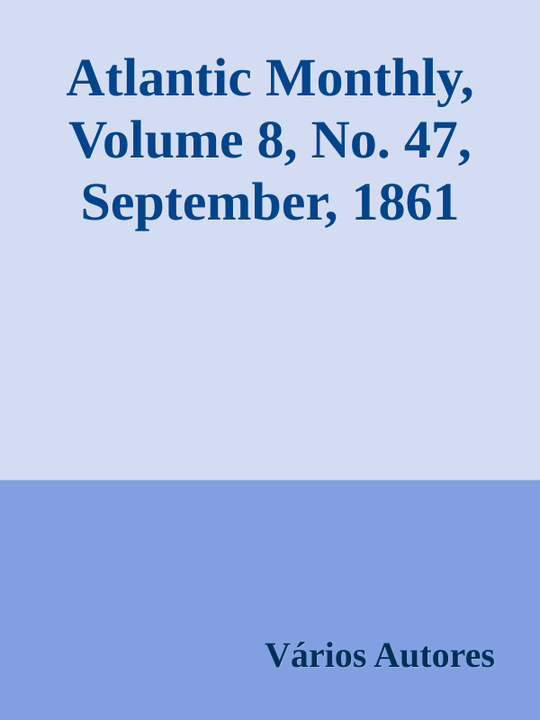 Atlantic Monthly,
Volume 8, No. 47,
September, 1861
Vários Autores